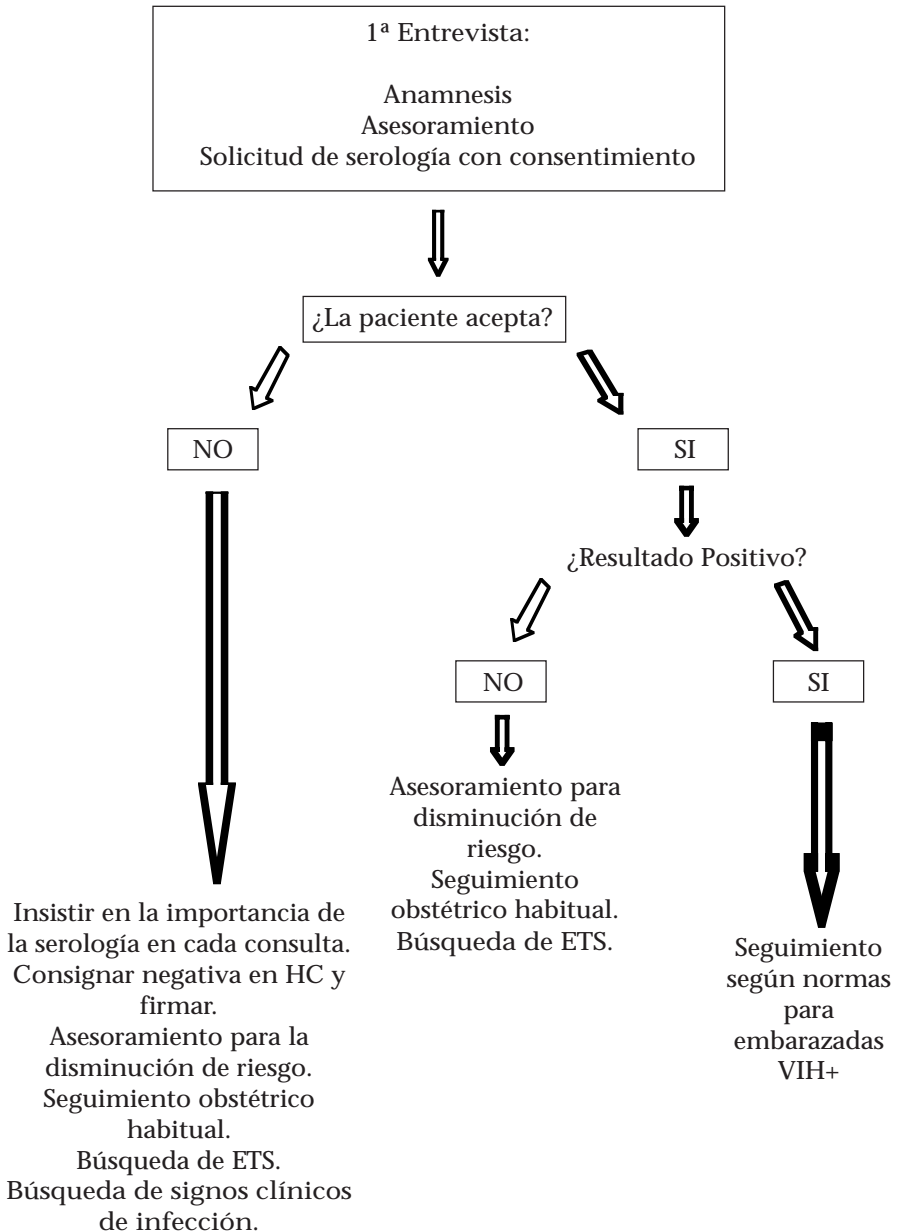 1ª Entrevista:
Anamnesis
Asesoramiento
Solicitud de serología con consentimiento
¿La paciente acepta?
NO
SI
¿Resultado Positivo?
NO
SI
Asesoramiento para
disminución de
riesgo.
Seguimiento
obstétrico habitual.
Búsqueda de ETS.
Insistir en la importancia de
la serología en cada consulta.
Consignar negativa en HC y
firmar.
Asesoramiento para la
disminución de riesgo.
Seguimiento obstétrico
habitual.
Búsqueda de ETS.
Búsqueda de signos clínicos
de infección.
Seguimiento
según normas
para
embarazadas
VIH+